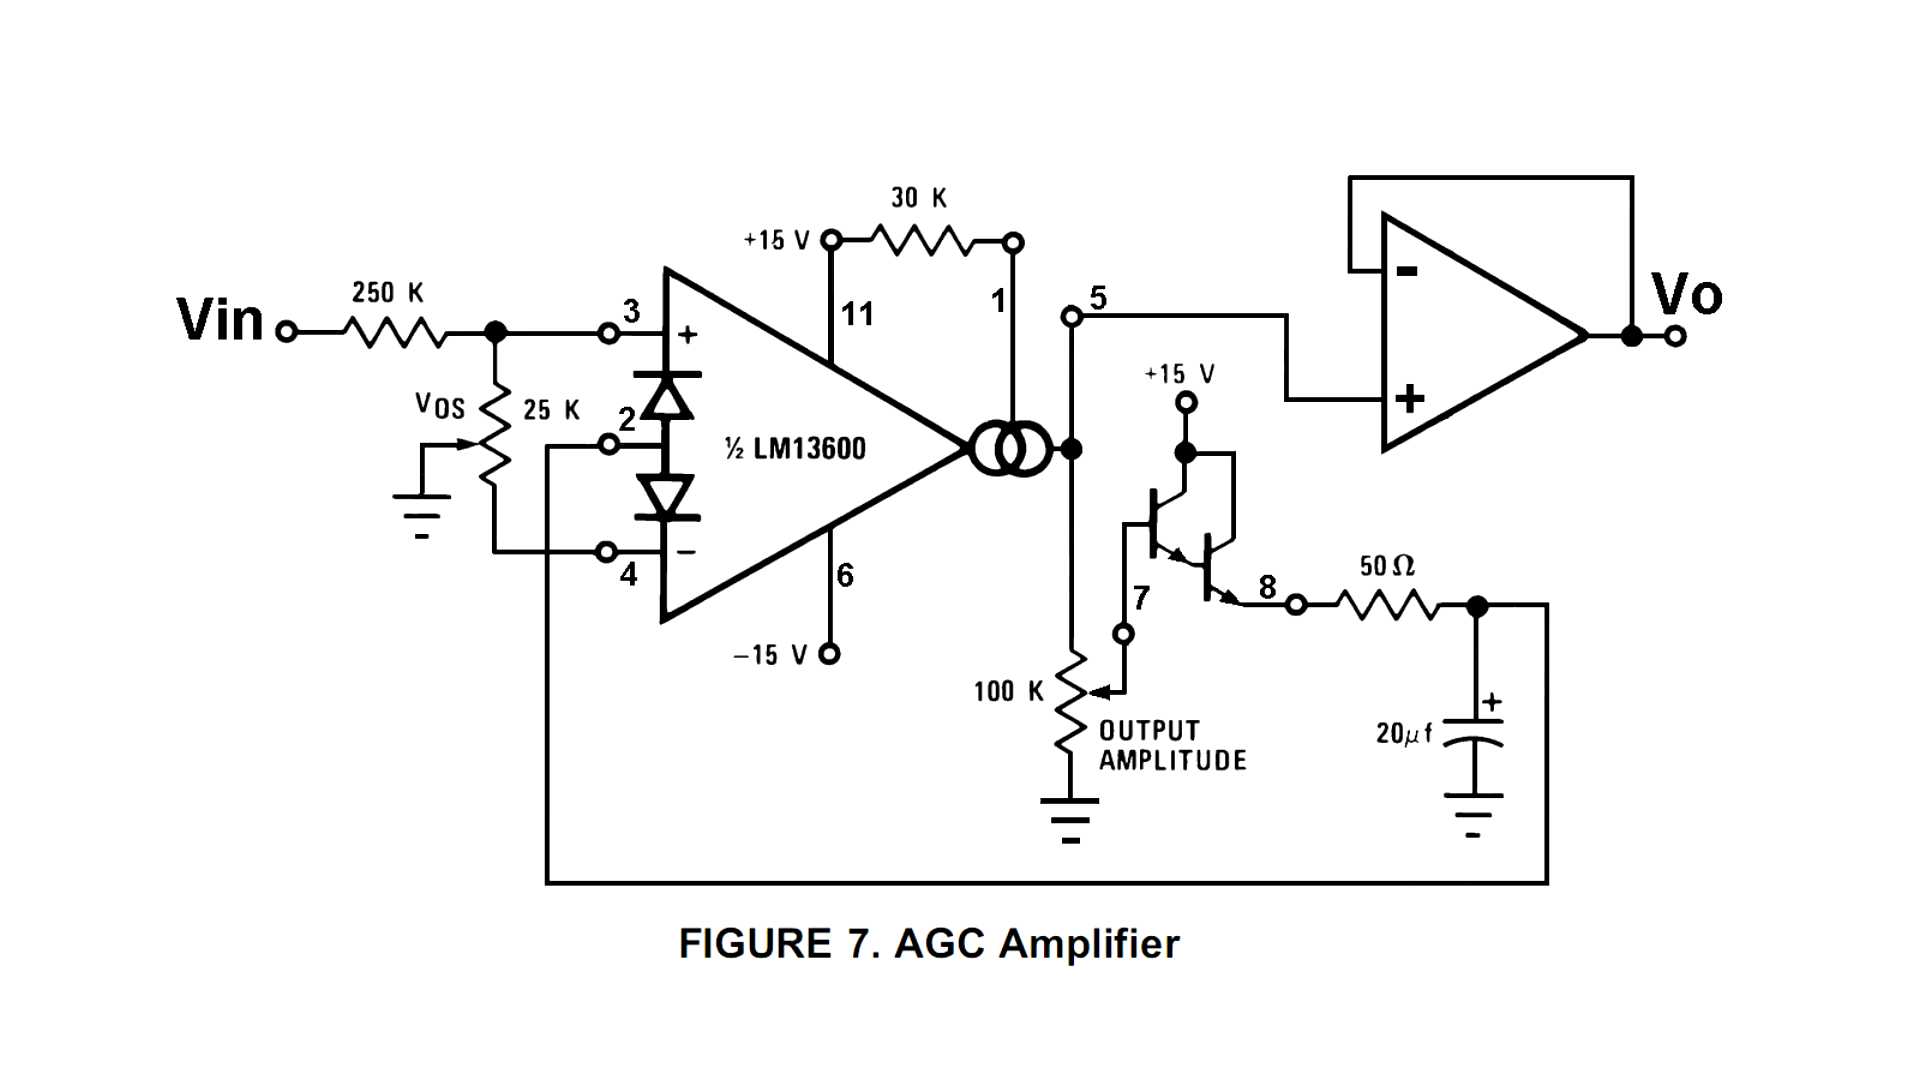 30 K
+15 V
11
1
5
Vin
250 K
3
+
V OS
25 K
2
½ LM13600
4
−
6
−15 V
+15 V
-
+
Vo
7
8
50 Ω
100 K
OUTPUT
AMPLITUDE
+
20μf
FIGURE 7. AGC Amplifier